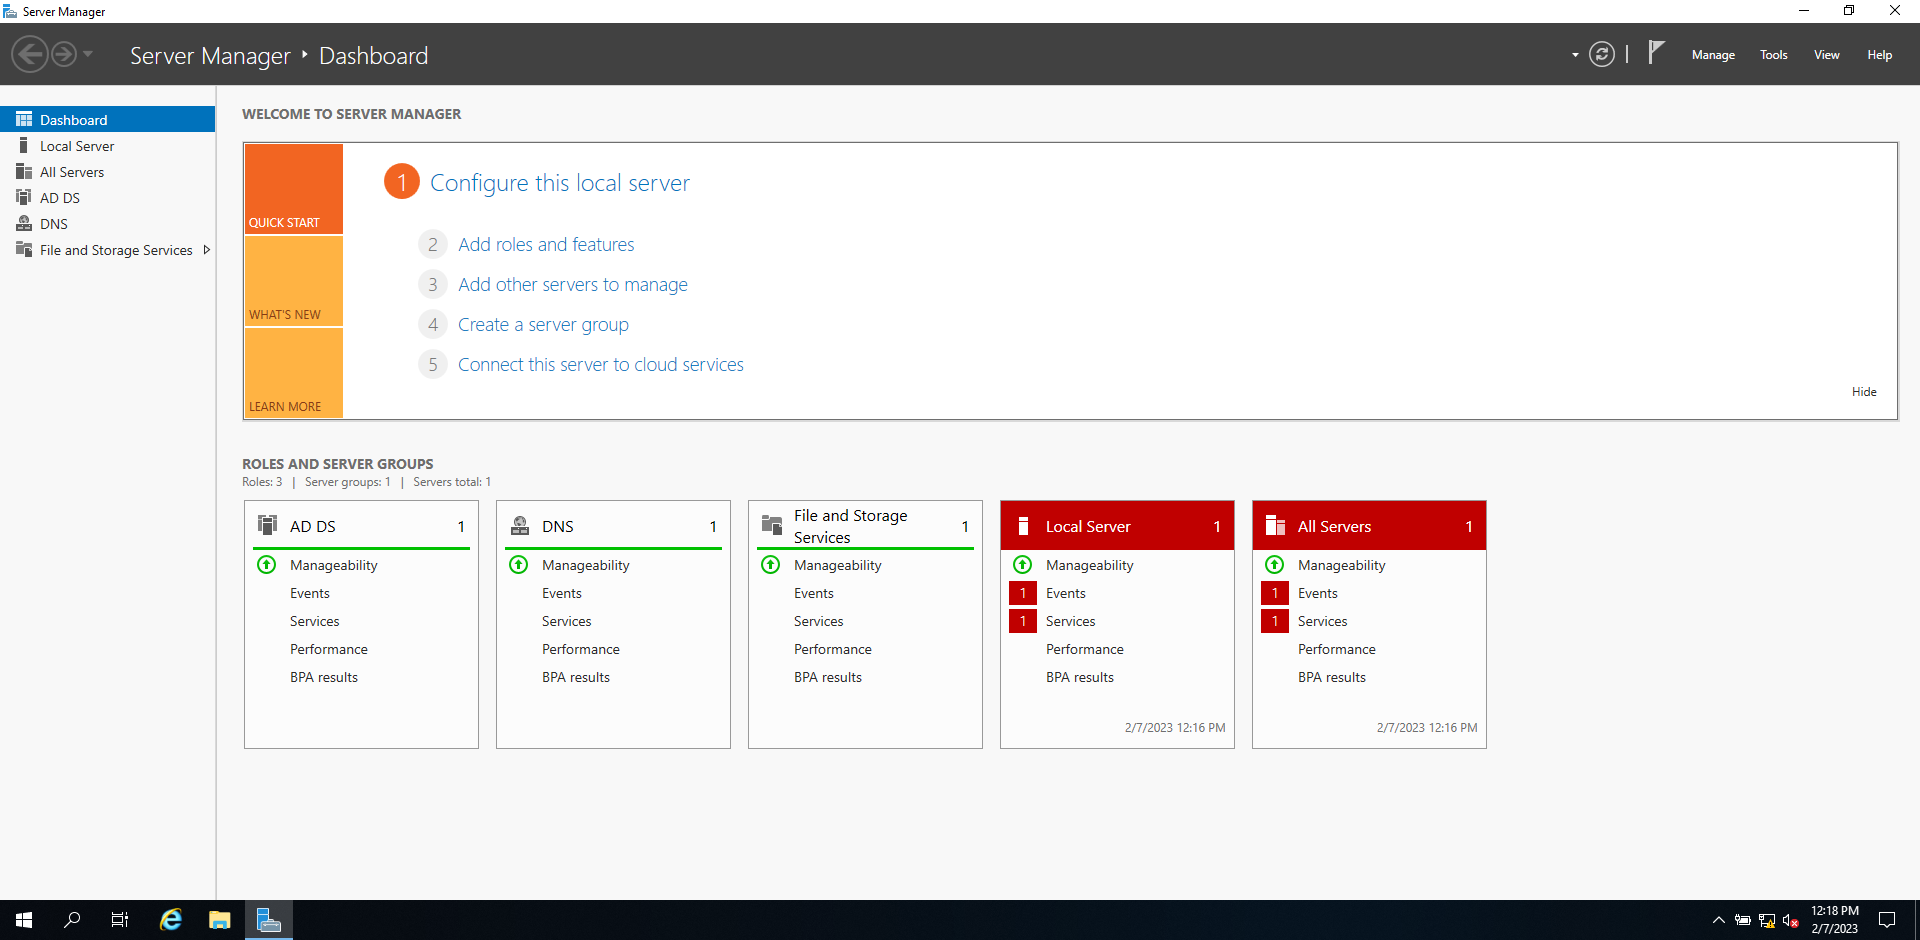 Server Manager
Server Manager ‣ Dashboard
Manage Tools View Help
Dashboard
Local Server
All Servers
AD DS
DNS
File and Storage Services
WELCOME TO SERVER MANAGER
QUICK START
WHAT'S NEW
LEARN MORE
1 Configure this local server
2 Add roles and features
3 Add other servers to manage
4 Create a server group
5 Connect this server to cloud services
Hide
ROLES AND SERVER GROUPS
Roles: 3 | Server groups: 1 | Servers total: 1
AD DS 1
Manageability
Events
Services
Performance
BPA results
DNS 1
Manageability
Events
Services
Performance
BPA results
File and Storage
Services 1
Manageability
Events
Services
Performance
BPA results
Local Server 1
Manageability
1 Events
1 Services
Performance
BPA results
2/7/2023 12:16 PM
All Servers 1
Manageability
1 Events
1 Services
Performance
BPA results
2/7/2023 12:16 PM
12:18 PM
2/7/2023